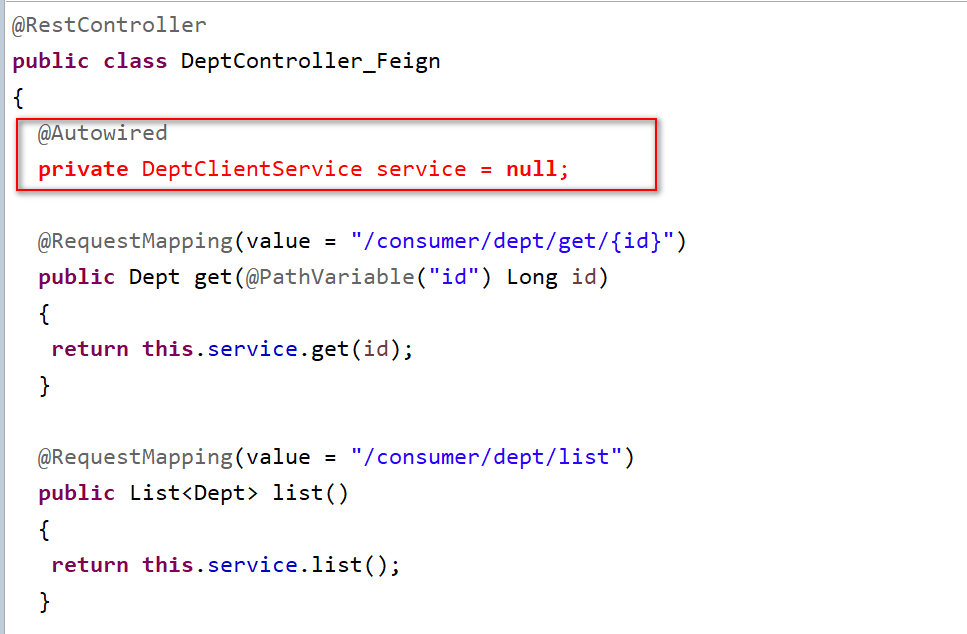 @RestController
public class DeptController_Feign
{
@Autowired
private DeptClientService service = null;
@RequestMapping(value = "/consumer/dept/get/{id}")
public Dept get(@PathVariable("id") Long id)
{
return this.service.get(id);
}
@RequestMapping(value = "/consumer/dept/list")
public List<Dept> list()
{
return this.service.list();
}